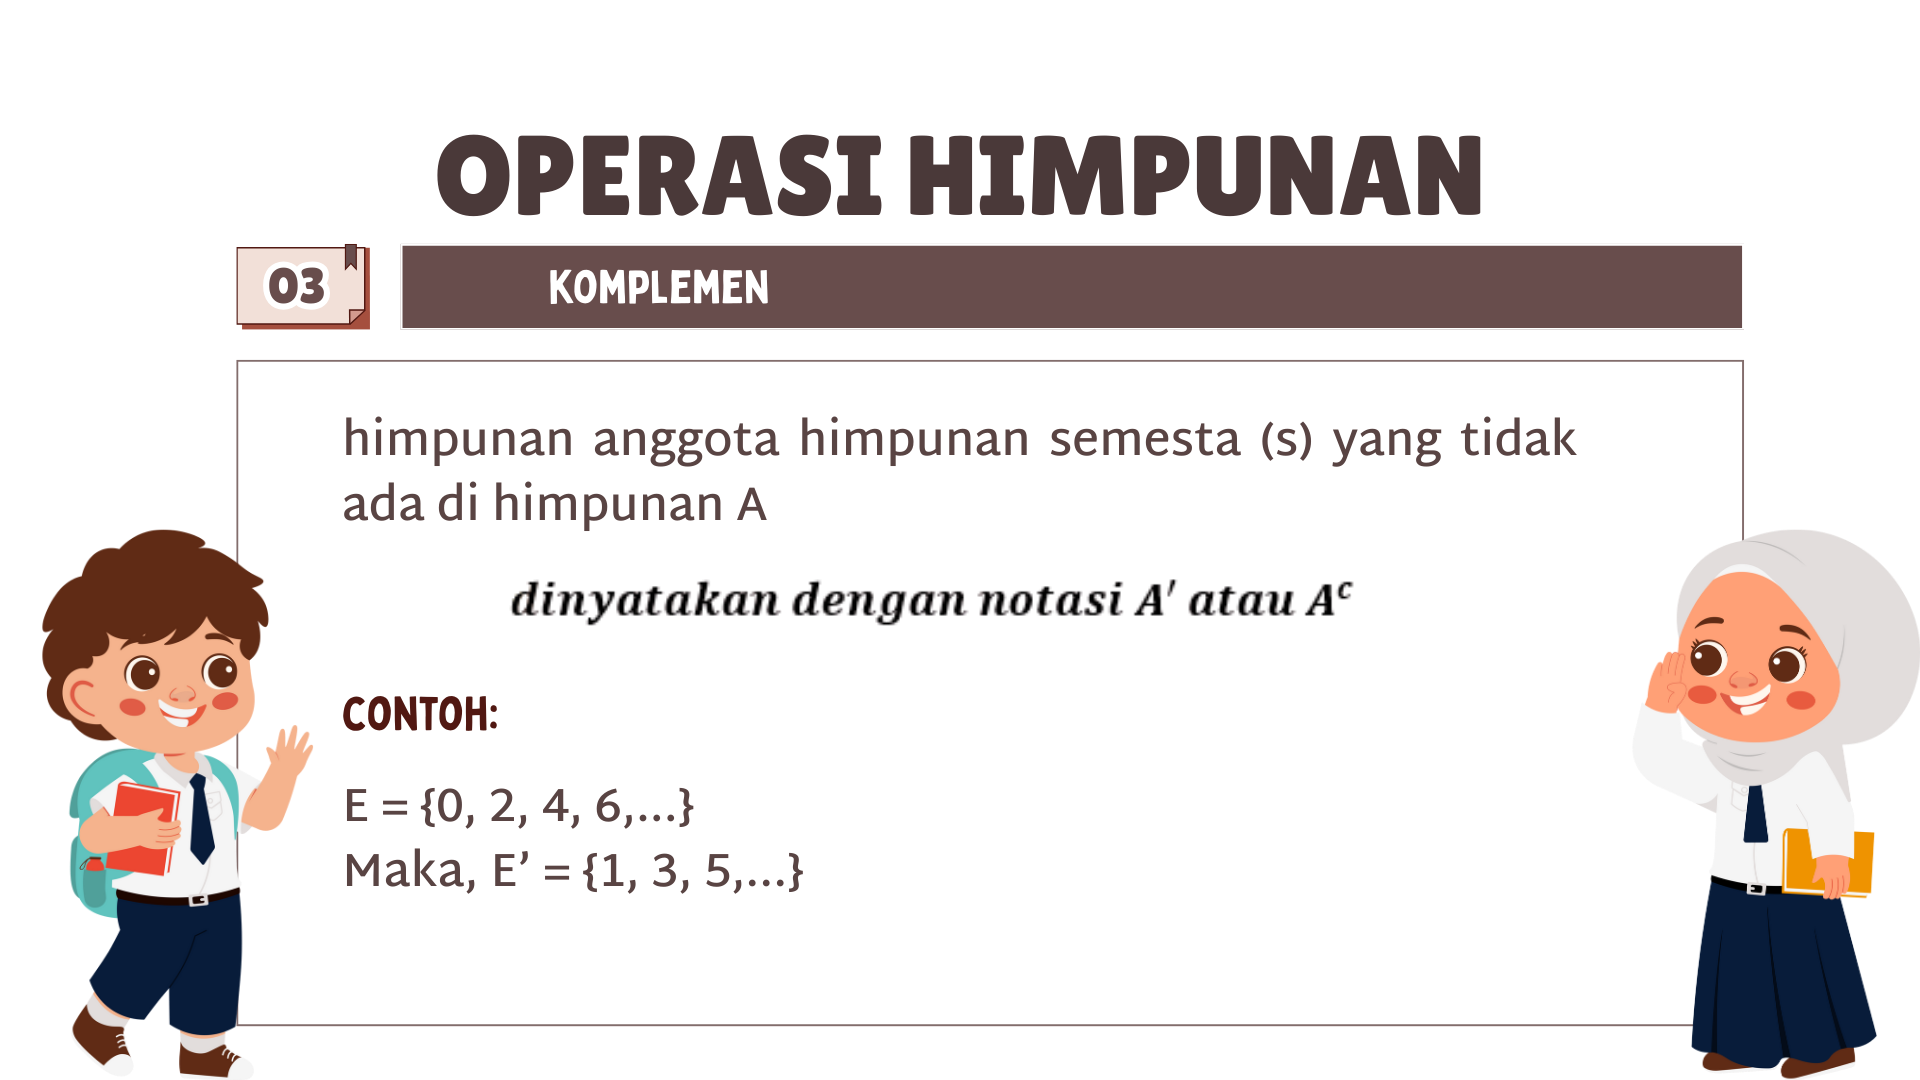 OPERASI HIMPUNAN
03
KOMPLEMEN
himpunan anggota himpunan semesta (s) yang tidak
ada di himpunan A
dinyatakan dengan notasi A′ atau Aᶜ
CONTOH:
E = {0, 2, 4, 6,...}
Maka, E’ = {1, 3, 5,...}